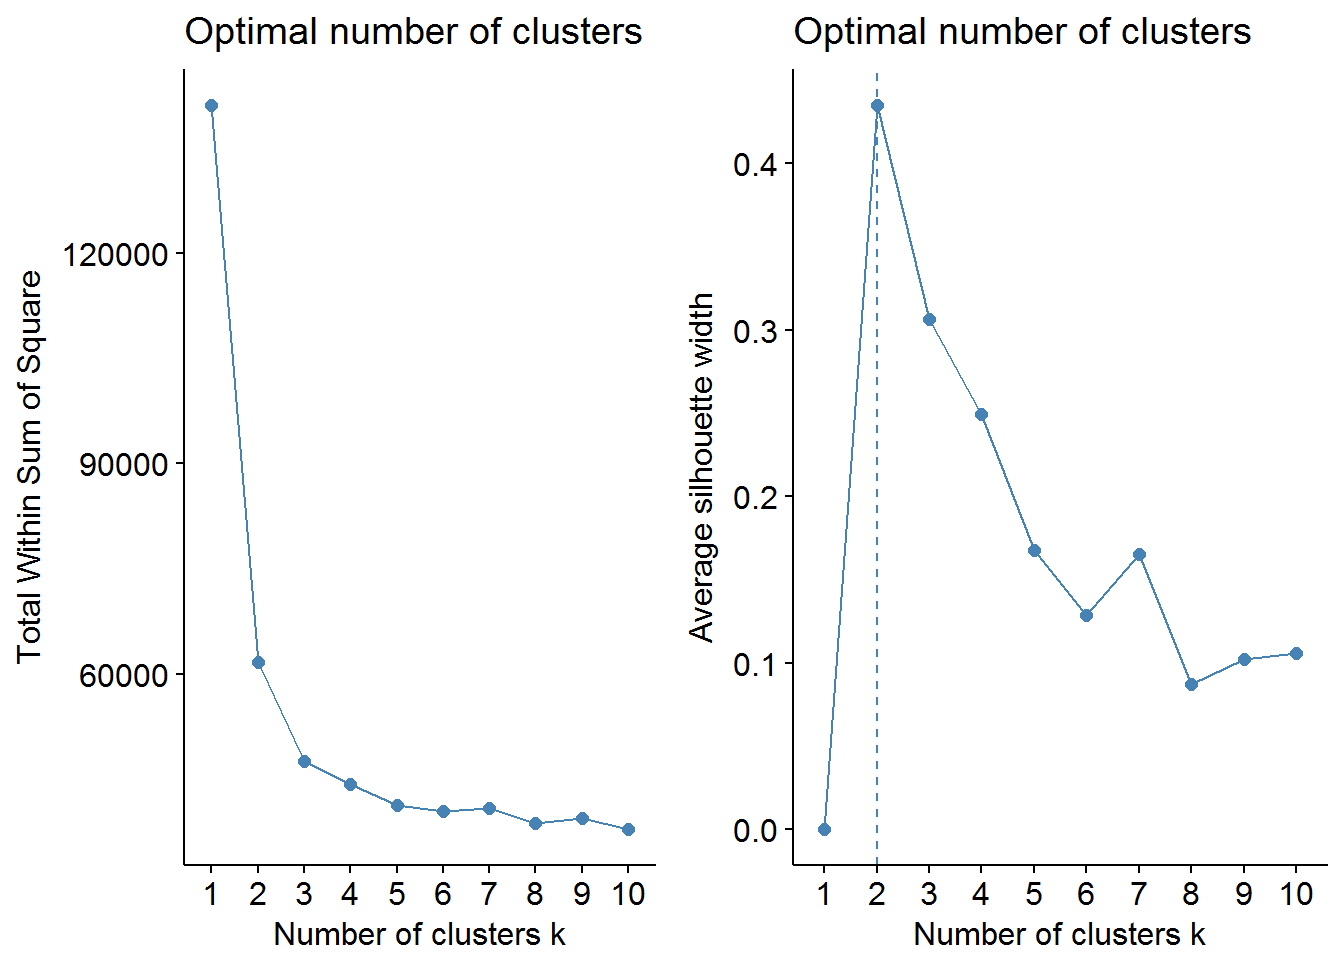 Optimal number of clusters
Total Within Sum of Square
120000
90000
60000
1 2 3 4 5 6 7 8 9 10
Number of clusters k
Optimal number of clusters
Average silhouette width
0.4
0.3
0.2
0.1
0.0
1 2 3 4 5 6 7 8 9 10
Number of clusters k